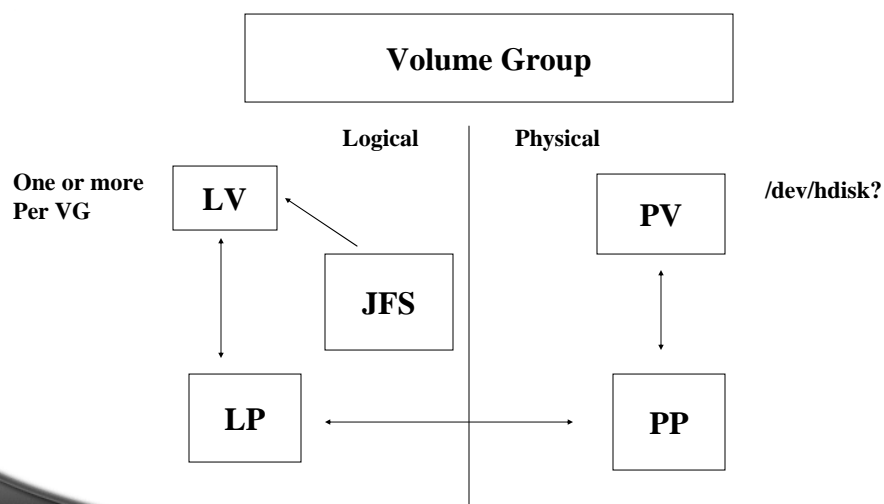 Volume Group
Logical
Physical
One or more
Per VG
LV
PV
/dev/hdisk?
JFS
LP
PP